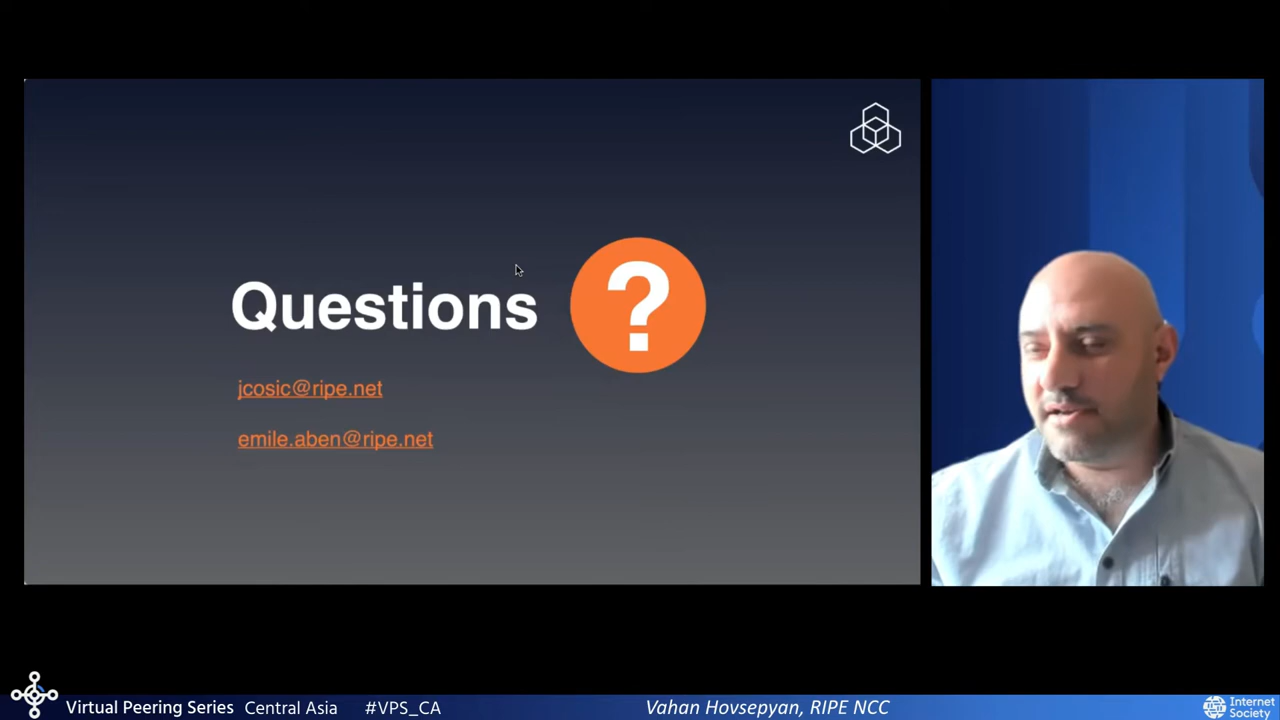 Questions ?
jcosic@ripe.net
emile.aben@ripe.net
Virtual Peering Series Central Asia #VPS_CA Vahan Hovsepyan, RIPE NCC Internet
Society